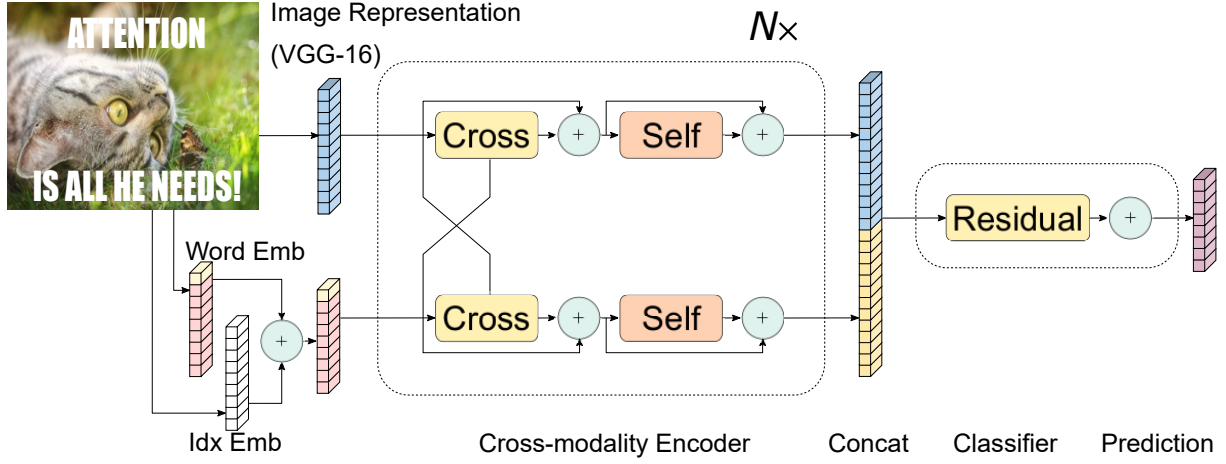 ATTENTION
IS ALL HE NEEDS!
Image Representation
(VGG-16)
N×
Cross
+
Self
+
Word Emb
+
Idx Emb
Cross
+
Self
+
Residual
+
Cross-modality Encoder
Concat
Classifier
Prediction